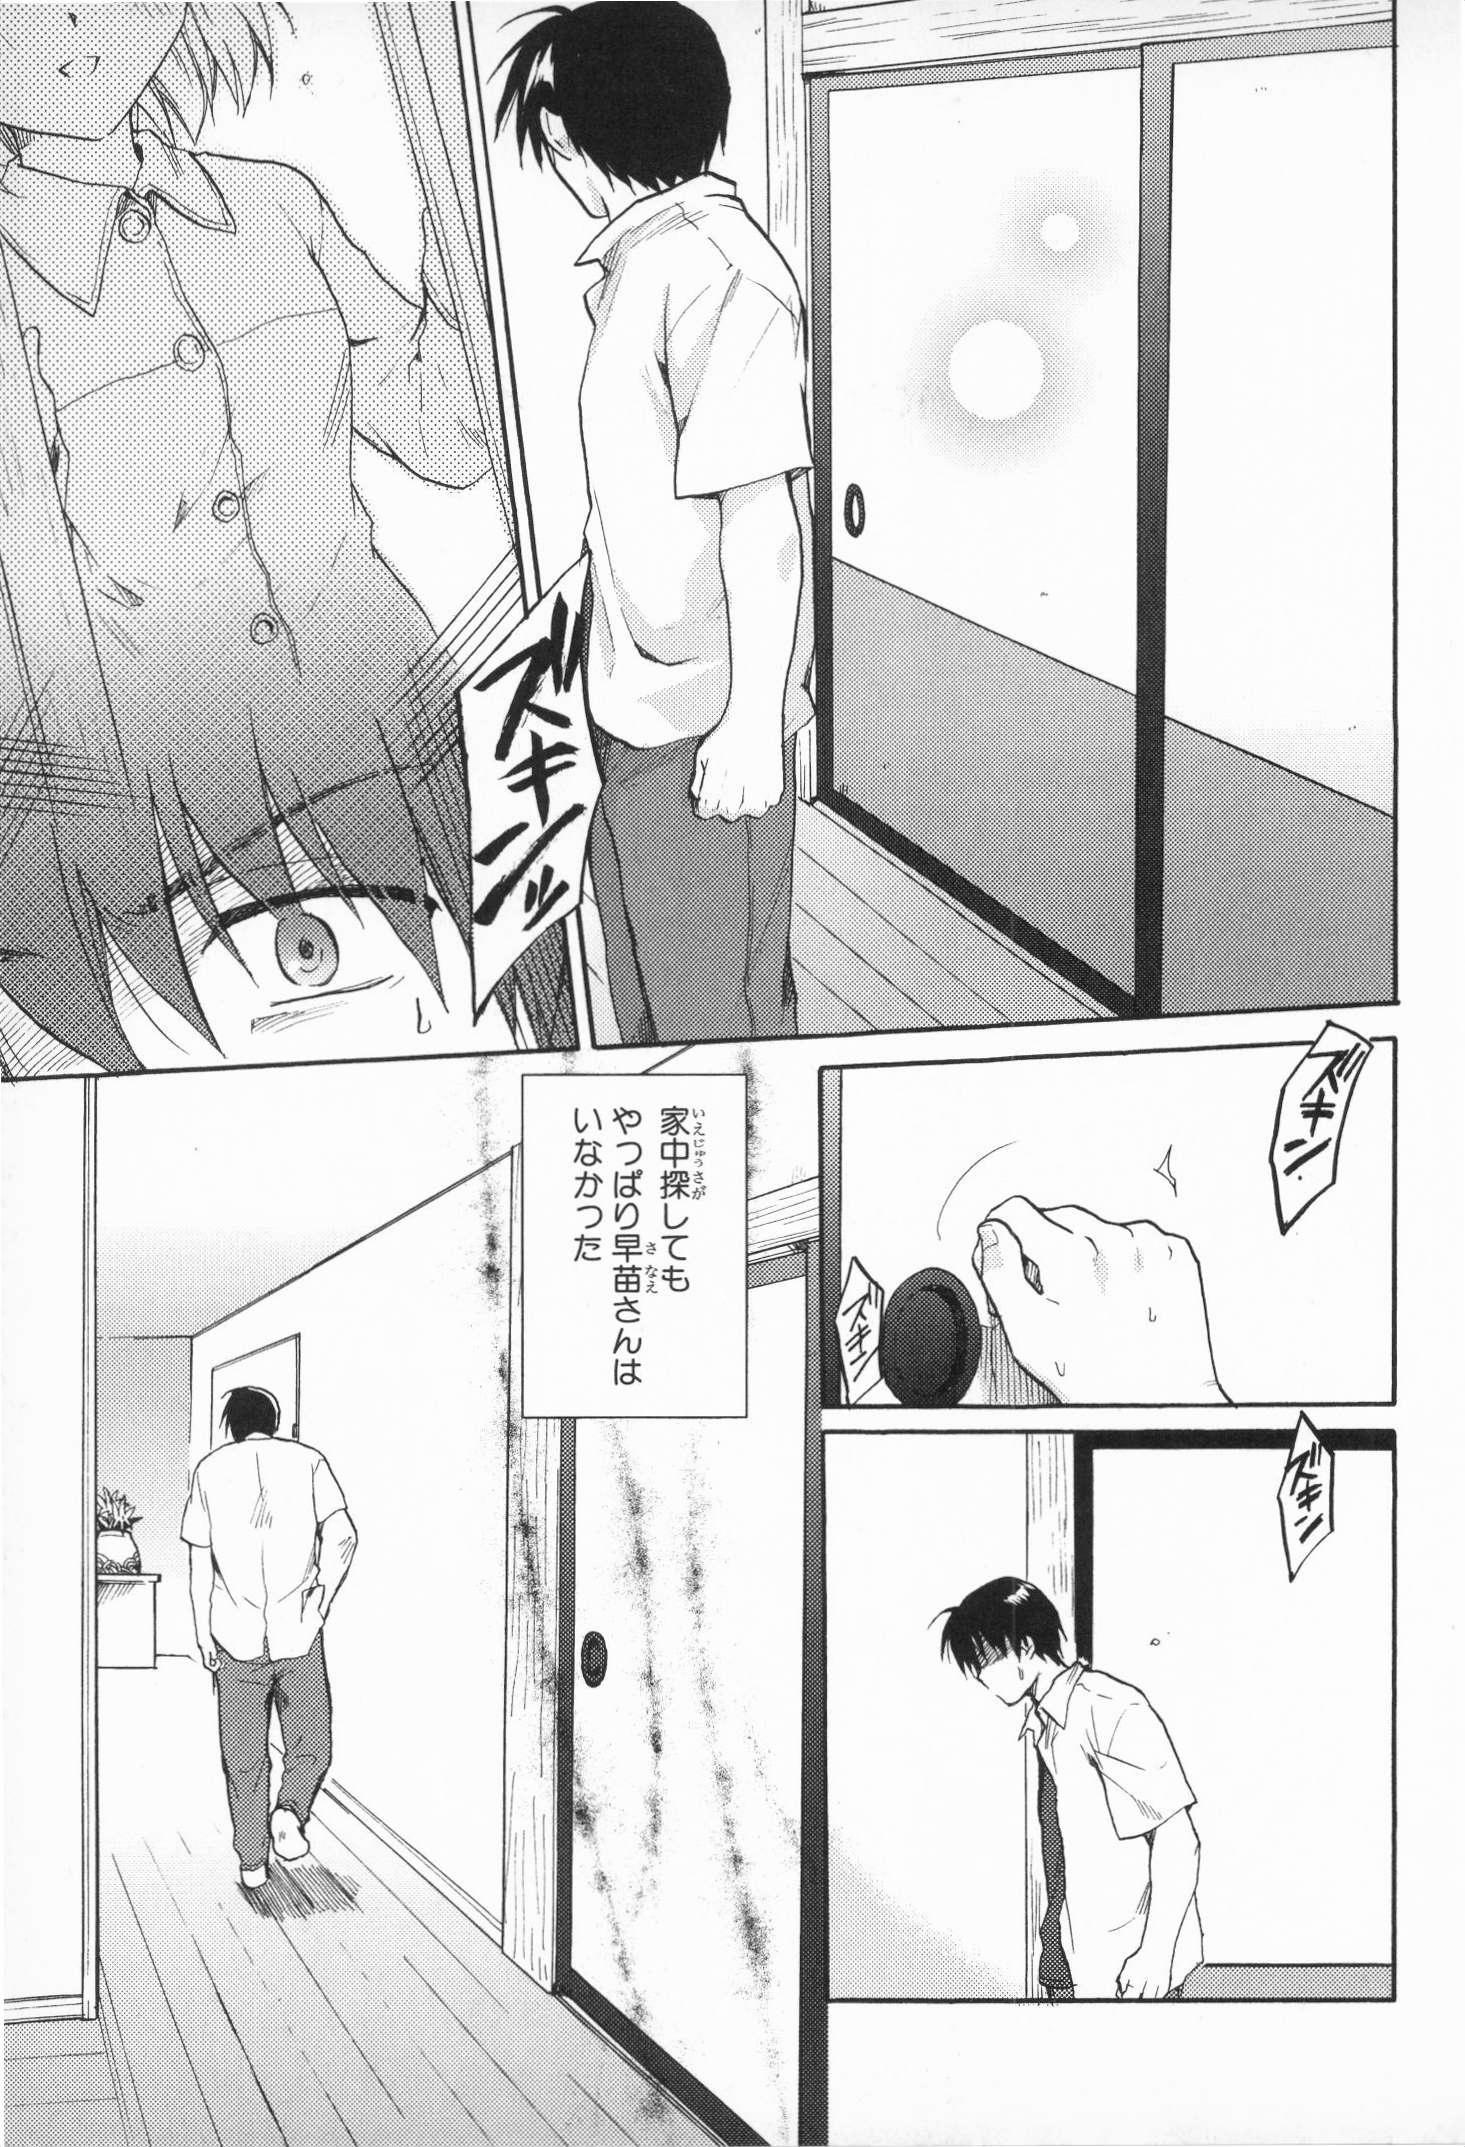 ズキンッ
ズキン
ズキン
ズキン
家中探しても
やっぱり早苗さんは
いなかった